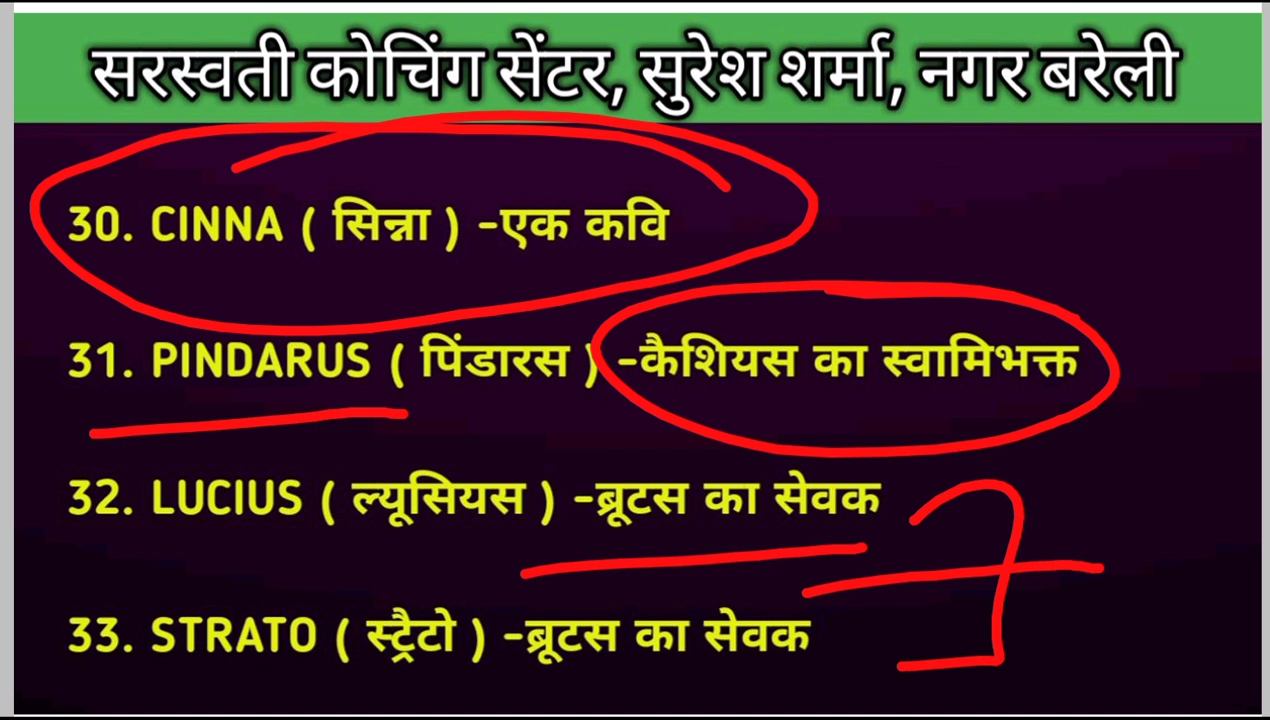 सरस्वती कोचिंग सेंटर, सुरेश शर्मा, नगर बरेली
30. CINNA ( सिन्ना ) -एक कवि
31. PINDARUS ( पिंडारस ) -कैशियस का स्वामिभक्त
32. LUCIUS ( ल्यूसियस ) -ब्रूटस का सेवक
33. STRATO ( स्ट्रैटो ) -ब्रूटस का सेवक